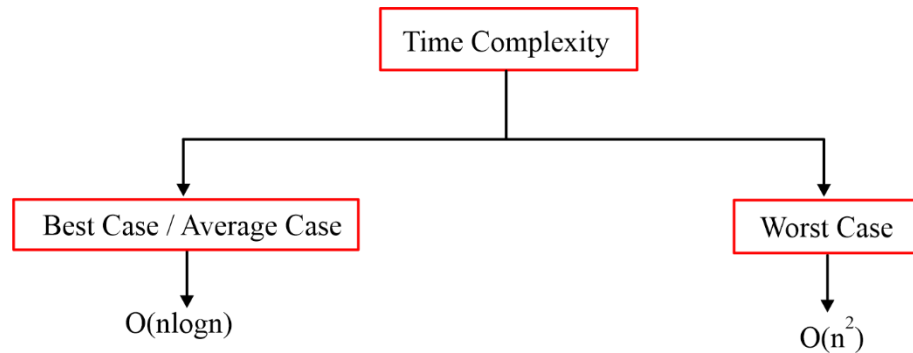 Time Complexity
Best Case / Average Case
Worst Case
O(nlogn)
O(n²)